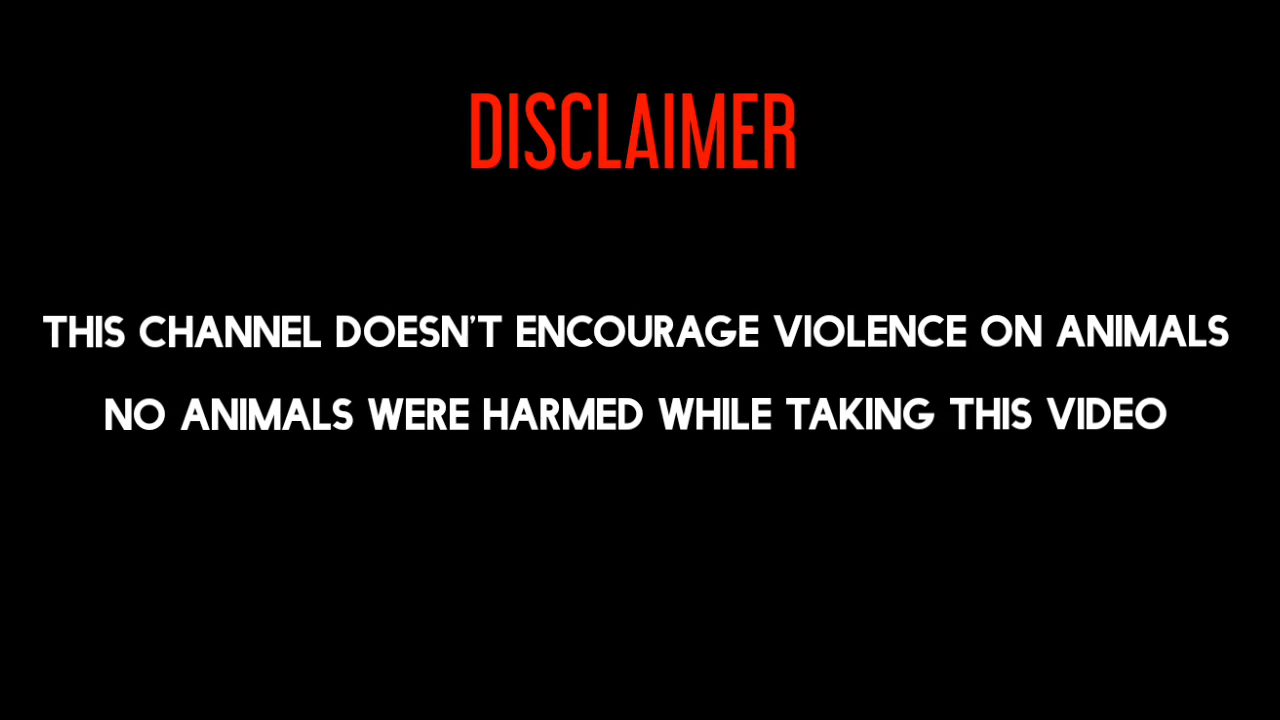 DISCLAIMER
THIS CHANNEL DOESN'T ENCOURAGE VIOLENCE ON ANIMALS
NO ANIMALS WERE HARMED WHILE TAKING THIS VIDEO